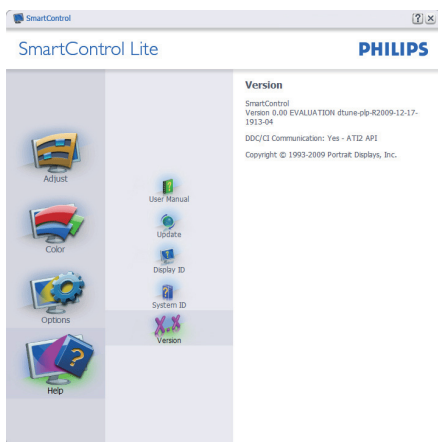 SmartControl
SmartControl Lite
PHILIPS
Adjust
Color
Options
Help
User Manual
Update
Display ID
System ID
Version
Version
SmartControl
Version 0.00 EVALUATION dtune-plp-R2009-12-17-
1913-04
DDC/CI Communication: Yes - ATI2 API
Copyright © 1993-2009 Portrait Displays, Inc.